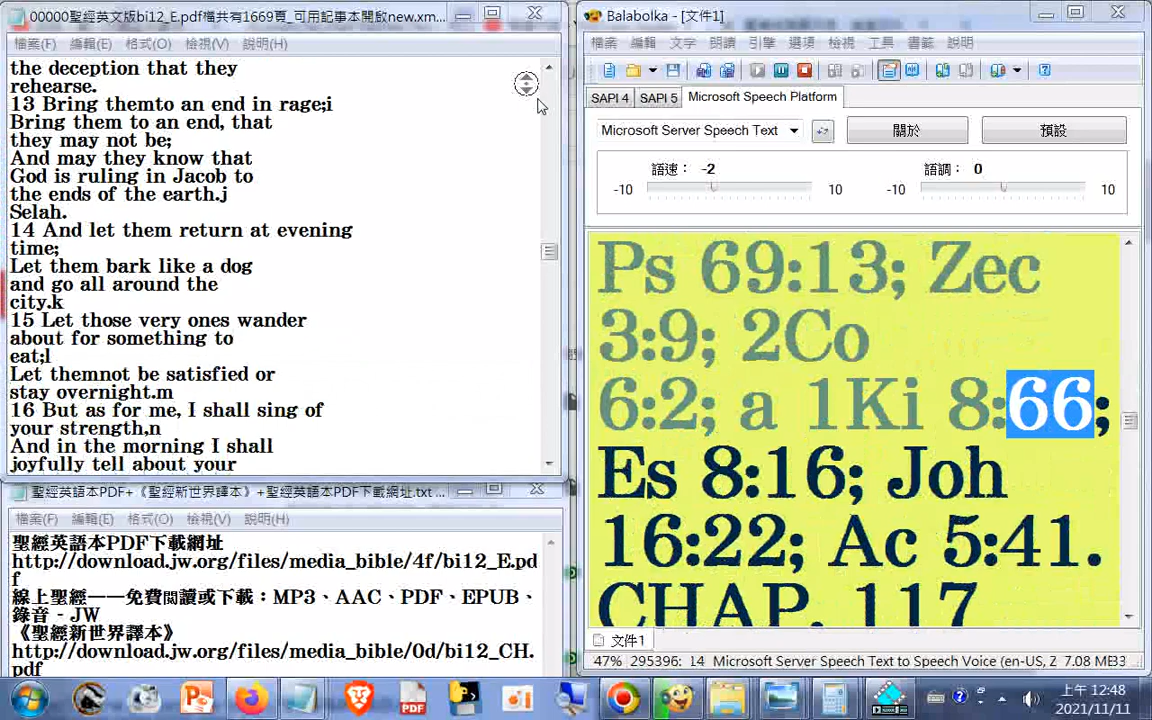 00000聖經英文版bi12_E.pdf檔共有1669頁_可用記事本開啟new.xm...
檔案(F) 編輯(E) 格式(O) 檢視(V) 說明(H)
the deception that they
rehearse.
13 Bring themto an end in rage;i
Bring them to an end, that
they may not be;
And may they know that
God is ruling in Jacob to
the ends of the earth.j
Selah.
14 And let them return at evening
time;
Let them bark like a dog
and go all around the
city.k
15 Let those very ones wander
about for something to
eat;l
Let themnot be satisfied or
stay overnight.m
16 But as for me, I shall sing of
your strength,n
And in the morning I shall
joyfully tell about your
聖經英語本PDF+《聖經新世界譯本》+聖經英語本PDF下載網址.txt ...
檔案(F) 編輯(E) 格式(O) 檢視(V) 說明(H)
聖經英語本PDF下載網址
http://download.jw.org/files/media_bible/4f/bi12_E.pd
f
線上聖經——免費閱讀或下載：MP3、AAC、PDF、EPUB、
錄音 - JW
《聖經新世界譯本》
http://download.jw.org/files/media_bible/0d/bi12_CH.
pdf
Balabolka - [文件1]
檔案 編輯 文字 朗讀 引擎 選項 檢視 工具 書籤 說明
SAPI 4 SAPI 5 Microsoft Speech Platform
Microsoft Server Speech Text 關於 預設
語速： -2 語調： 0
-10 10 -10 10
Ps 69:13; Zec
3:9; 2Co
6:2; a 1Ki 8:66;
Es 8:16; Joh
16:22; Ac 5:41.
CHAP. 117
文件1
47% 295396: 14 Microsoft Server Speech Text to Speech Voice (en-US, Z 7.08 MB 33
PDF
上午 12:48
2021/11/11